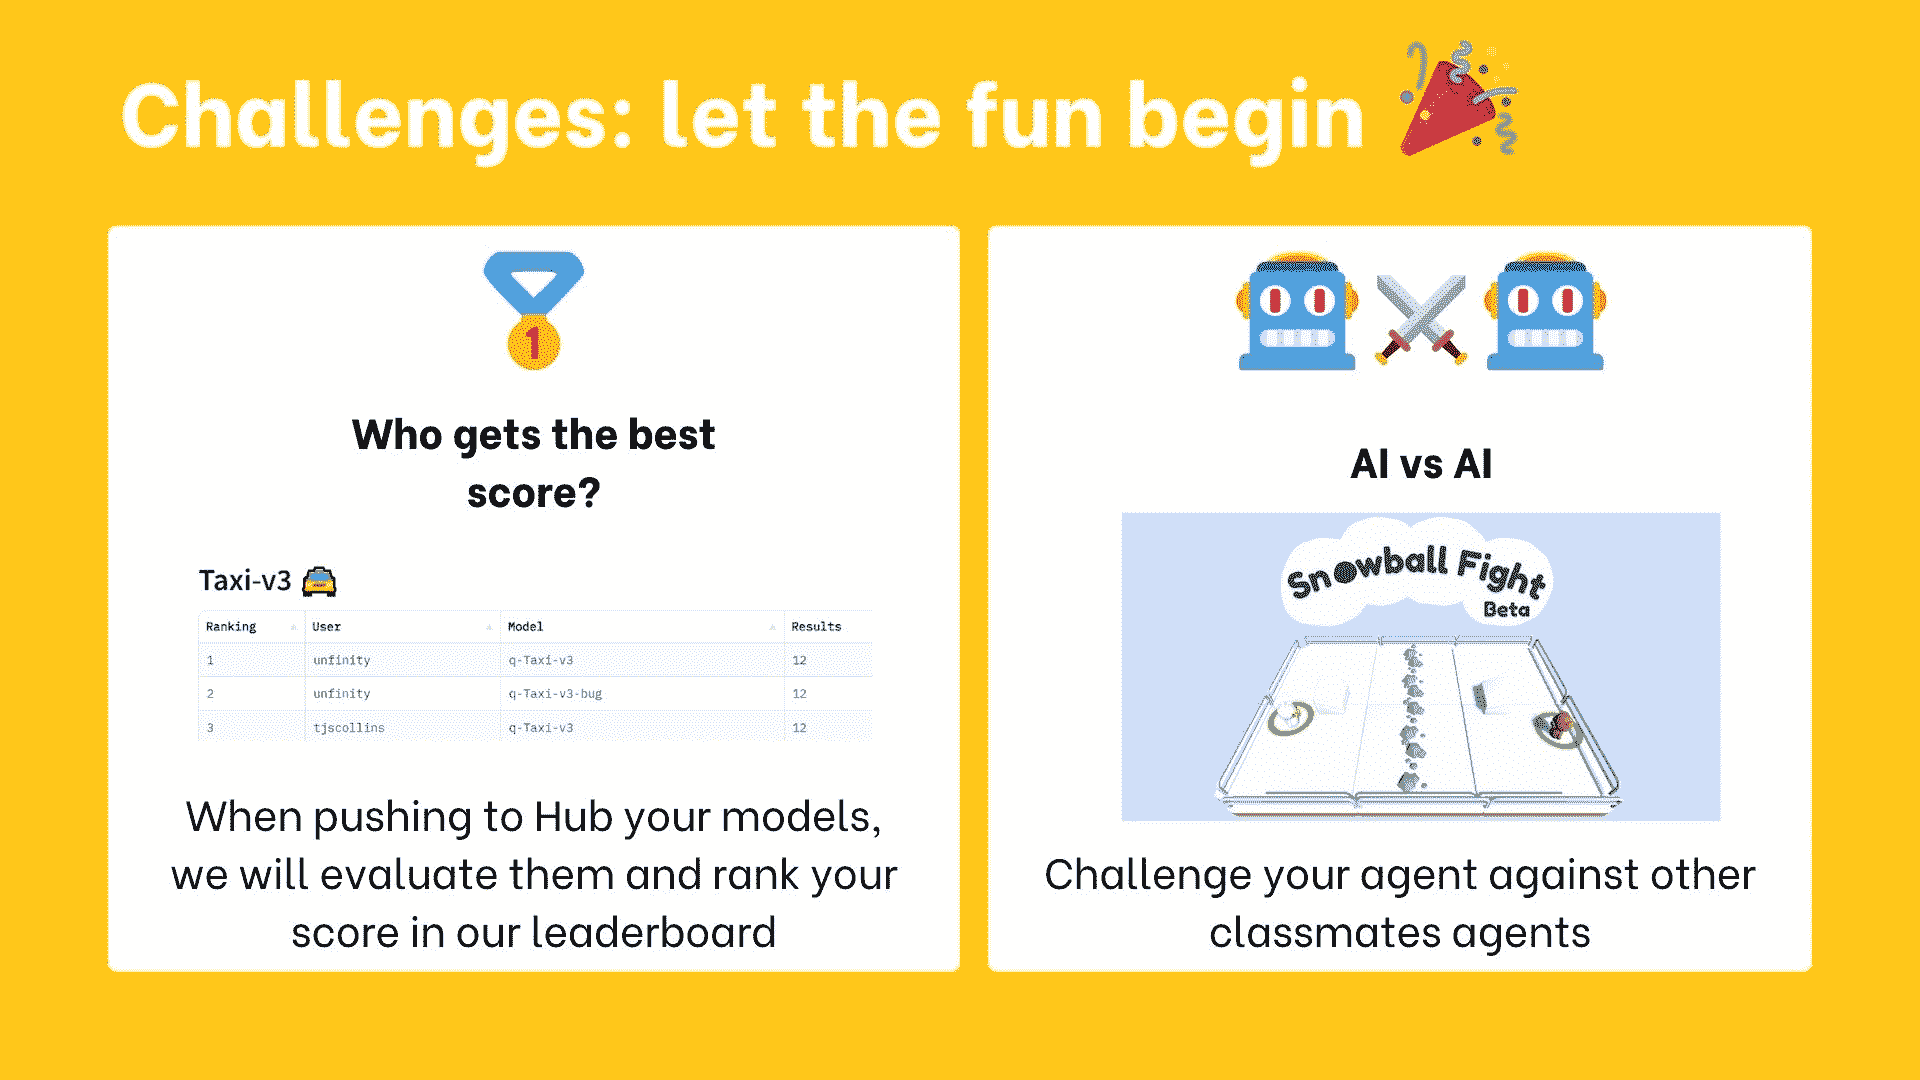 Challenges: let the fun begin
1
Who gets the best
score?
Taxi-v3
Ranking User Model Results
1 unfinity q-Taxi-v3 12
2 unfinity q-Taxi-v3-bug 12
3 tjscollins q-Taxi-v3 12
When pushing to Hub your models,
we will evaluate them and rank your
score in our leaderboard
AI vs AI
Snowball Fight
Beta
Challenge your agent against other
classmates agents